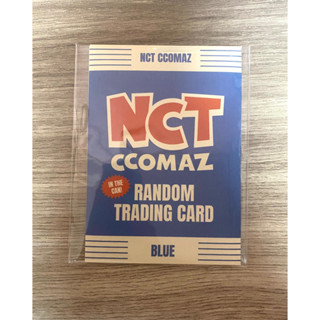 NCT CCOMAZ
NCT
CCOMAZ
IN THE
CAN!
RANDOM
TRADING CARD
BLUE